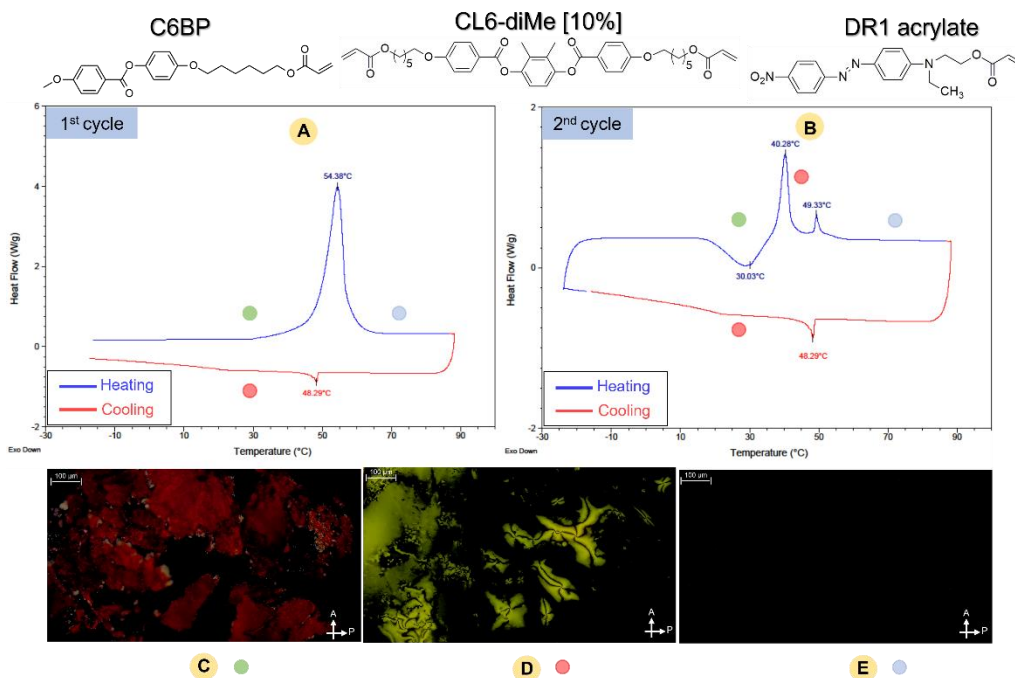 C6BP
CL6-diMe [10%]
DR1 acrylate
O
O
O
O
O
O
O
O
5
O
O
O
O
O
O
5
O
O
O2N
N
N
N
CH3
O
O
1st cycle
A
54.38°C
48.29°C
Heating
Cooling
Heat Flow (W/g)
6
4
2
0
-2
-30
-10
10
30
50
70
90
Exo Down
Temperature (°C)
2nd cycle
B
40.28°C
49.33°C
30.03°C
48.29°C
Heating
Cooling
Heat Flow (W/g)
2
0
-2
-30
-10
10
30
50
70
90
Exo Down
Temperature (°C)
100 µm
A
P
100 µm
A
P
100 µm
A
P
C
D
E